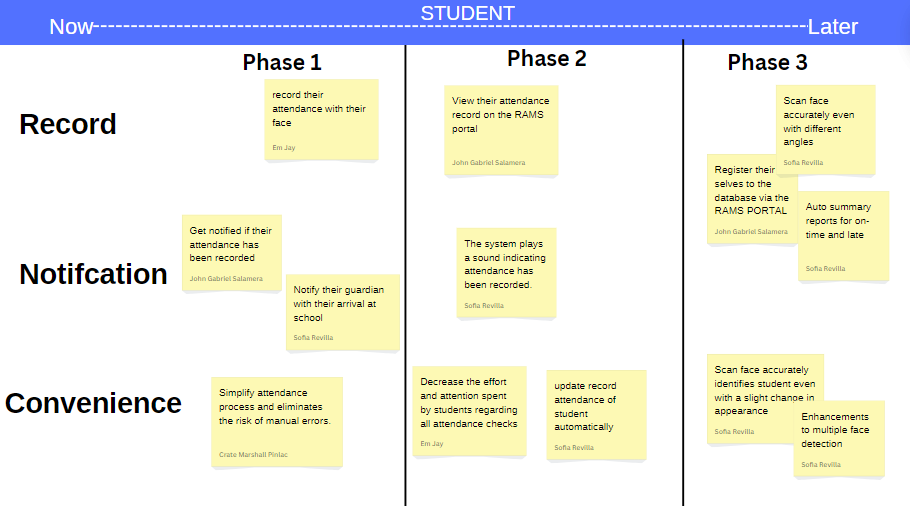 STUDENT
Now
Later
Phase 1
Phase 2
Phase 3
Record
record their
attendance with their
face
Em Jay
View their attendance
record on the RAMS
portal
John Gabriel Salamera
Scan face
accurately even
with different
angles
Sofia Revilla
Register their
selves to the
database via the
RAMS PORTAL
John Gabriel Salamera
Auto summary
reports for on-
time and late
Sofia Revilla
Notifcation
Get notified if their
attendance has
been recorded
John Gabriel Salamera
Notify their guardian
with their arrival at
school
Sofia Revilla
The system plays
a sound indicating
attendance has
been recorded.
Sofia Revilla
Convenience
Simplify attendance
process and eliminates
the risk of manual errors.
Crate Marshall Pinlac
Decrease the effort
and attention spent
by students regarding
all attendance checks
Em Jay
update record
attendance of
student
automatically
Sofia Revilla
Scan face accurately
identifies student even
with a slight change in
appearance
Sofia Revilla
Enhancements
to multiple face
detection
Sofia Revilla